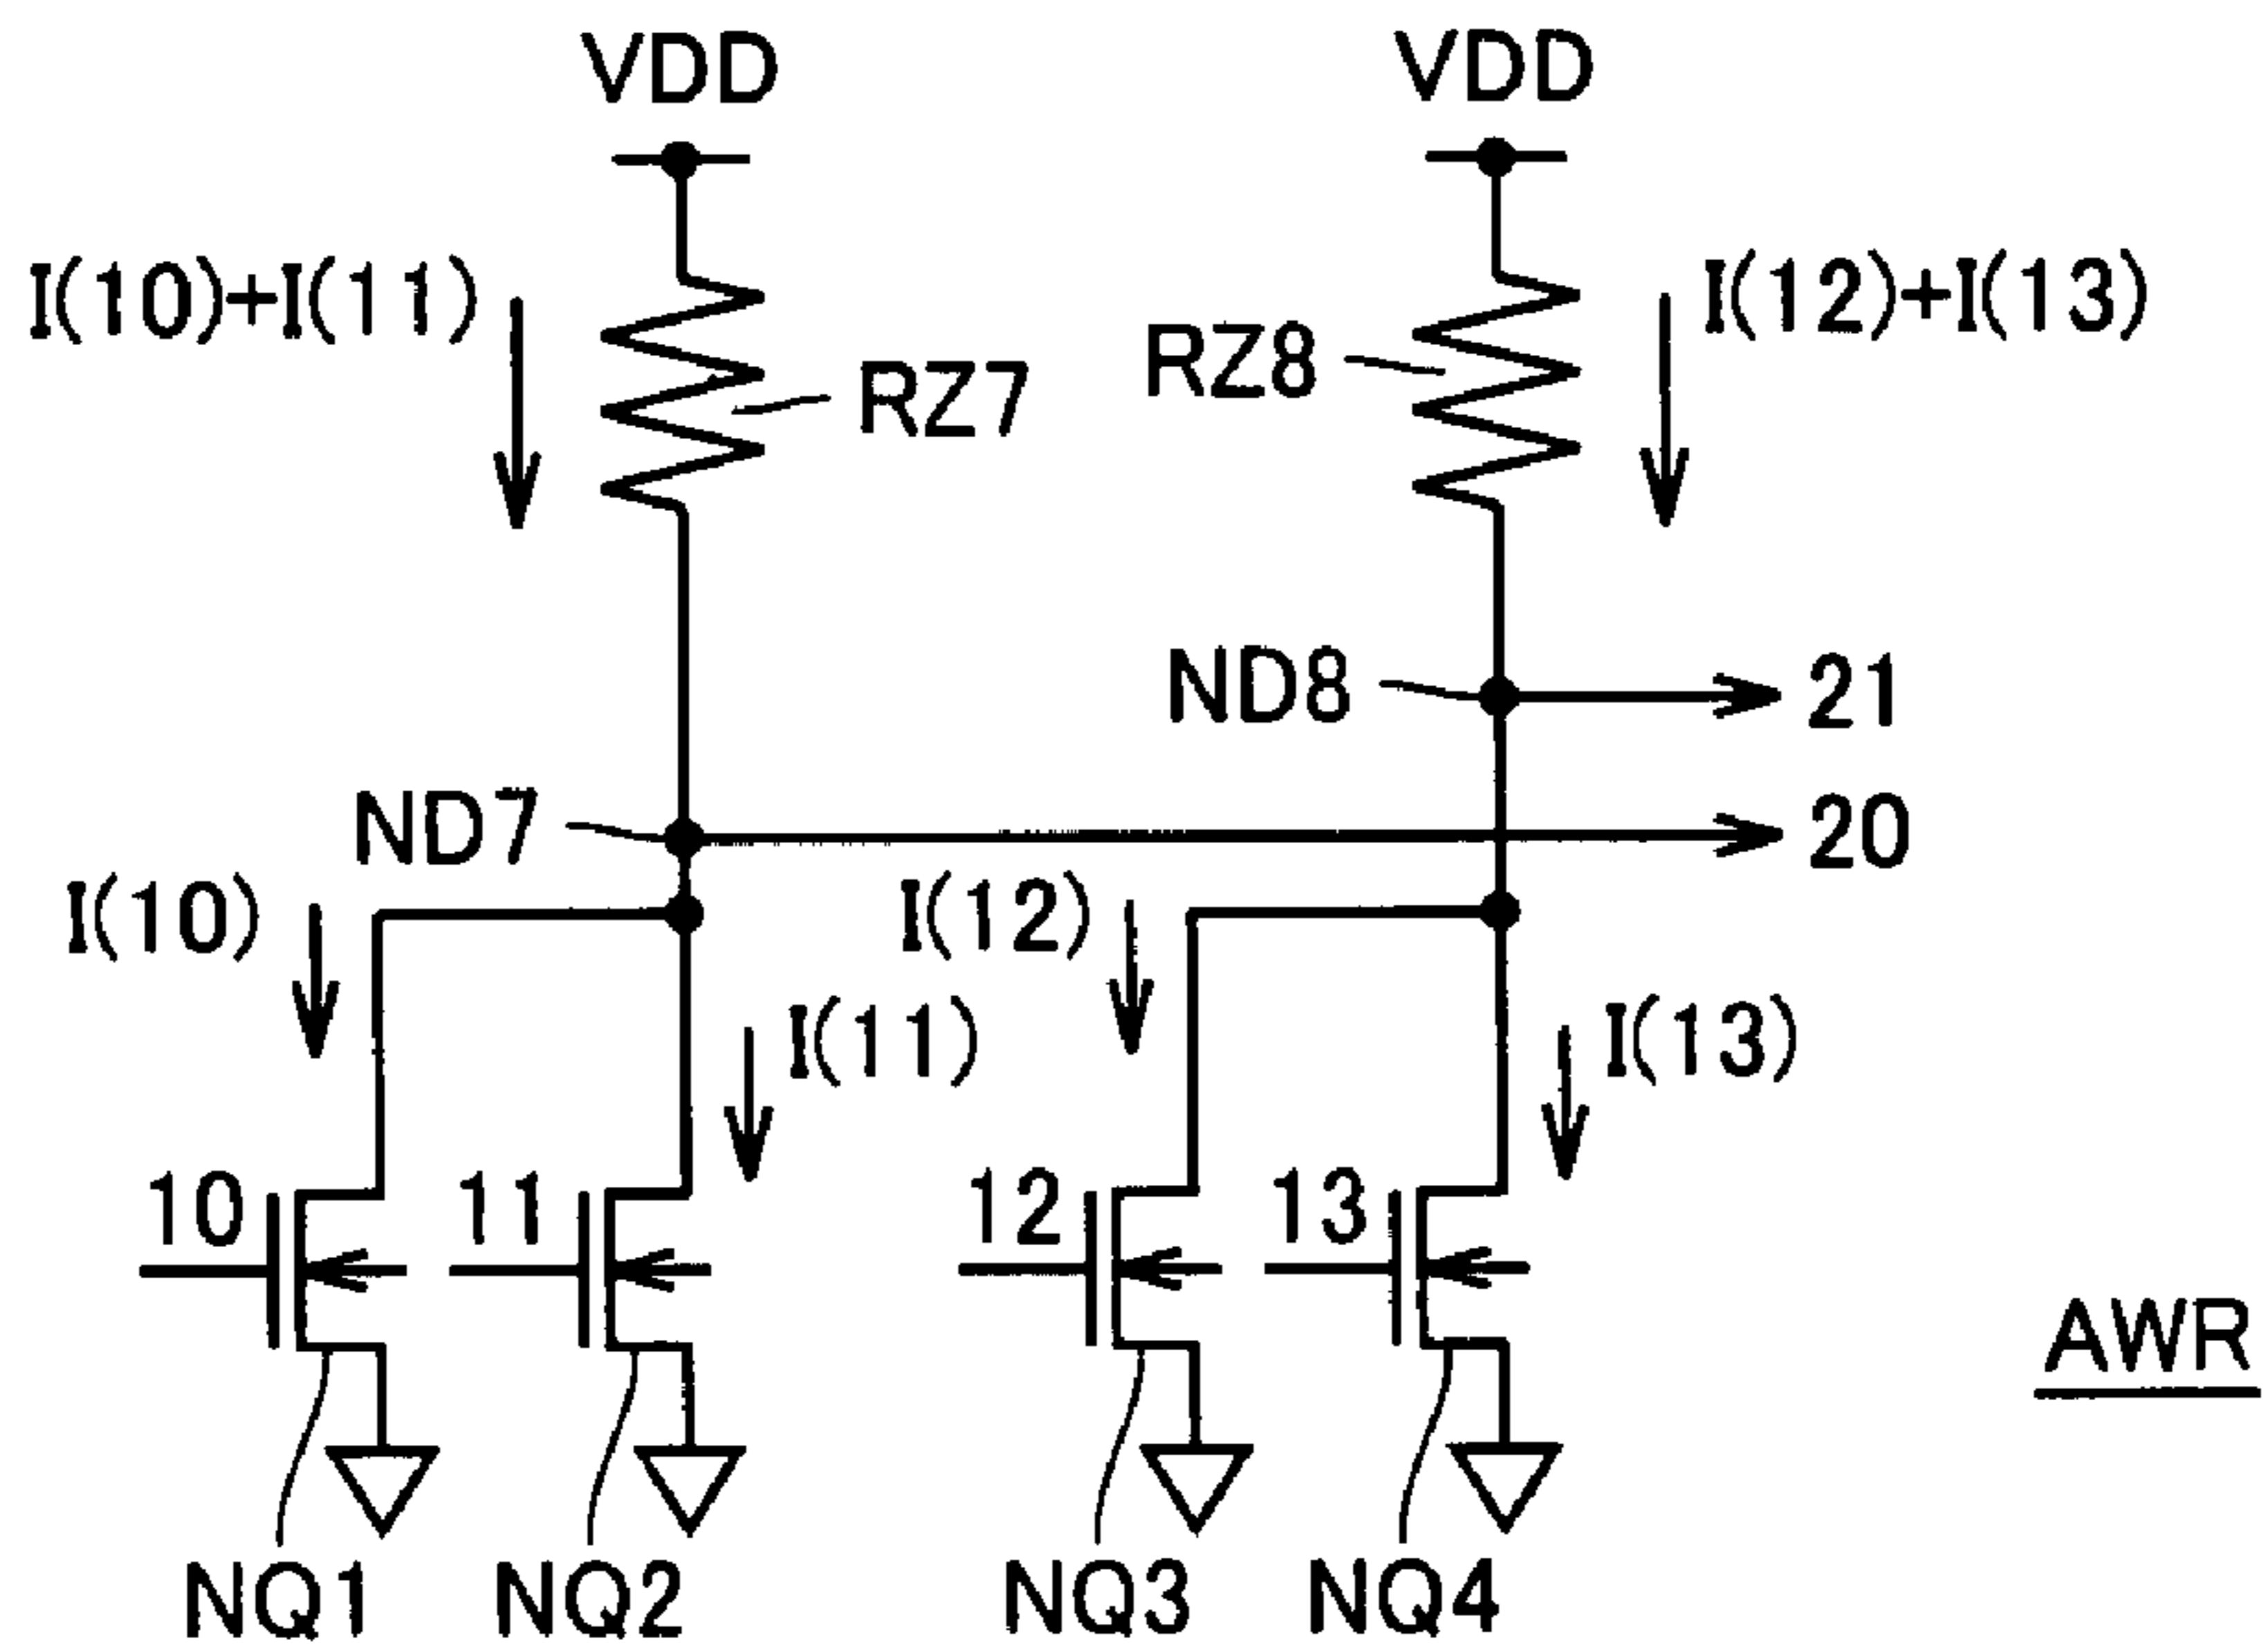 VDD
VDD
I(10)+I(11)
I(12)+I(13)
RZ7
RZ8
ND8
21
ND7
20
I(10)
I(12)
I(11)
I(13)
10
11
12
13
AWR
NQ1
NQ2
NQ3
NQ4